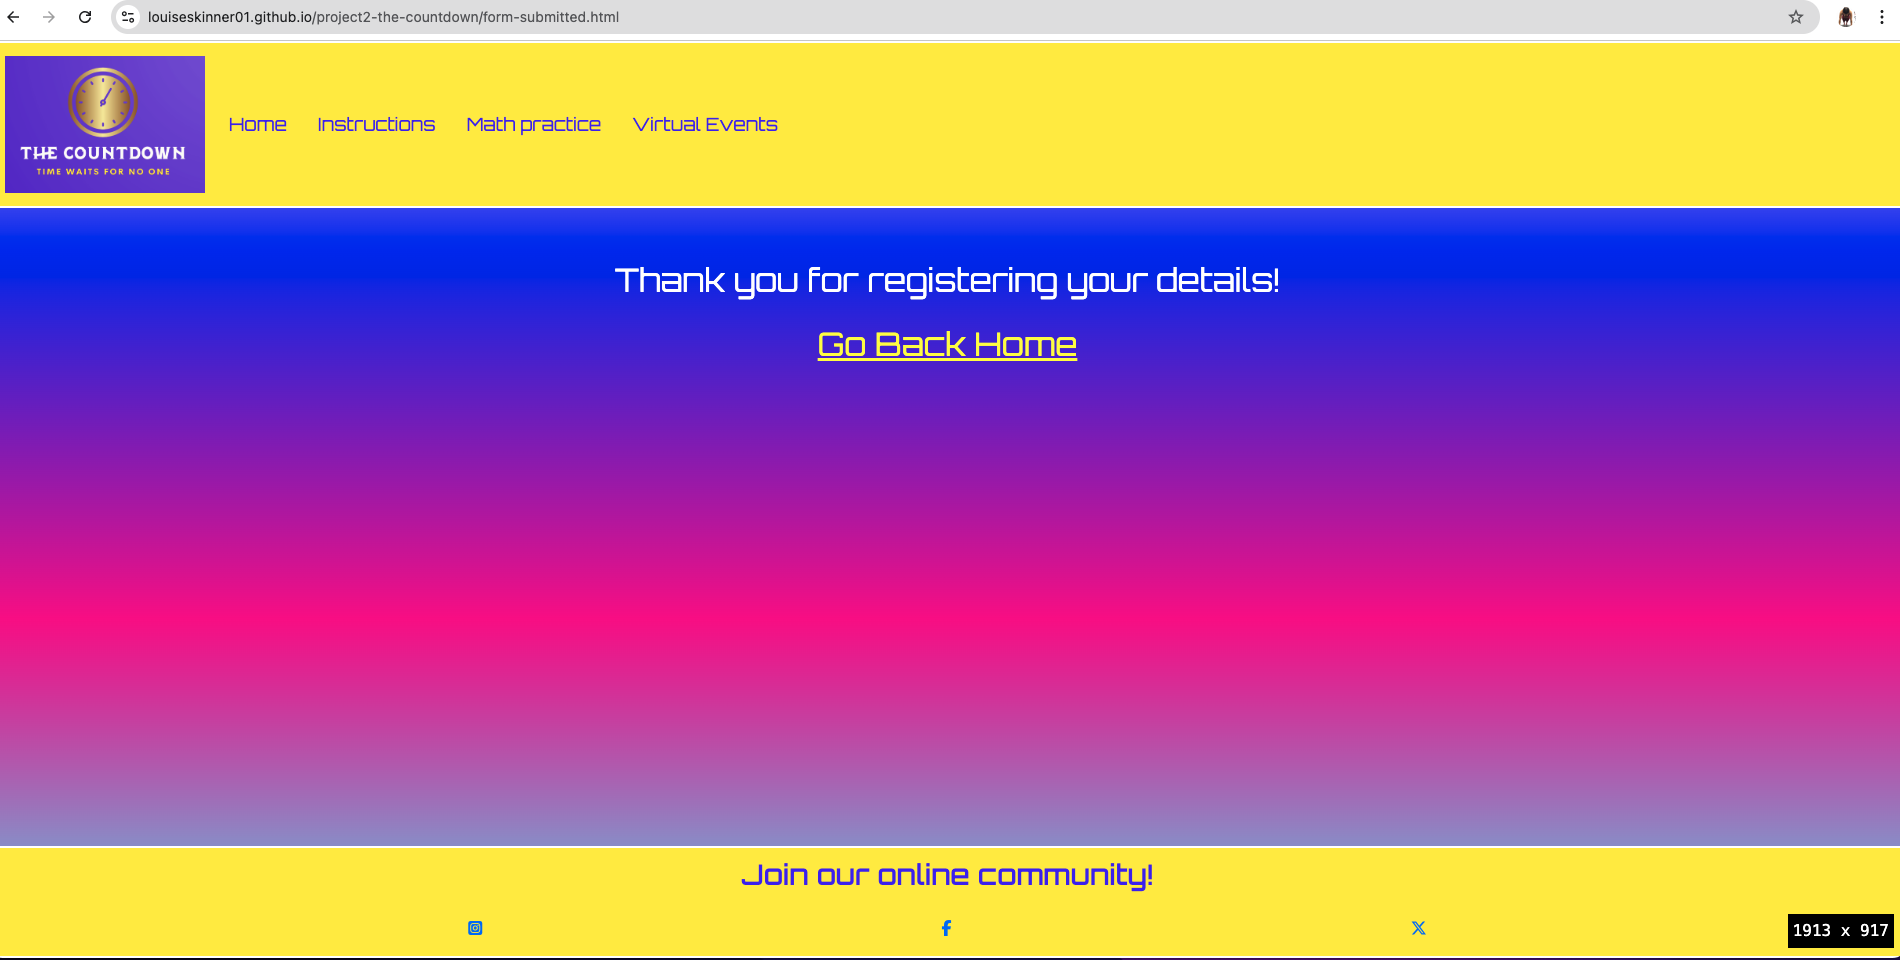 louiseskinner01.github.io/project2-the-countdown/form-submitted.html
THE COUNTDOWN
TIME WAITS FOR NO ONE
Home Instructions Math practice Virtual Events
Thank you for registering your details!
Go Back Home
Join our online community!
1913 x 917